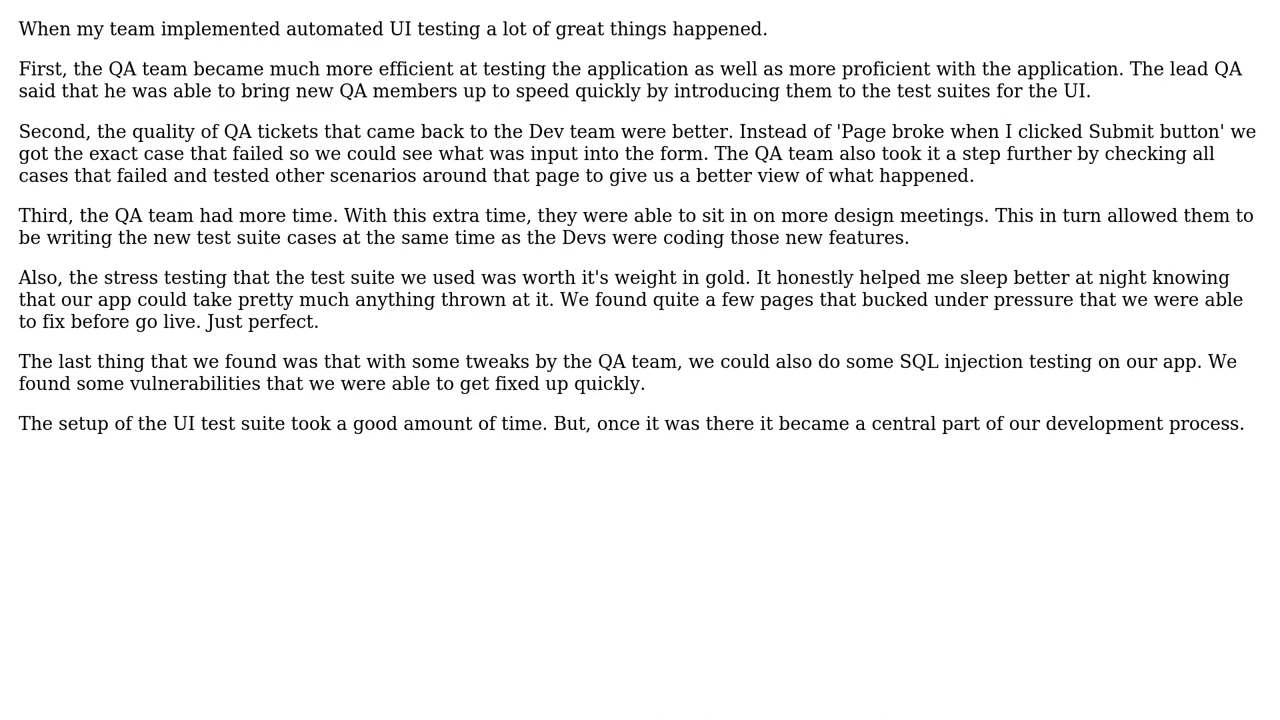 When my team implemented automated UI testing a lot of great things happened.
First, the QA team became much more efficient at testing the application as well as more proficient with the application. The lead QA
said that he was able to bring new QA members up to speed quickly by introducing them to the test suites for the UI.
Second, the quality of QA tickets that came back to the Dev team were better. Instead of 'Page broke when I clicked Submit button' we
got the exact case that failed so we could see what was input into the form. The QA team also took it a step further by checking all
cases that failed and tested other scenarios around that page to give us a better view of what happened.
Third, the QA team had more time. With this extra time, they were able to sit in on more design meetings. This in turn allowed them to
be writing the new test suite cases at the same time as the Devs were coding those new features.
Also, the stress testing that the test suite we used was worth it's weight in gold. It honestly helped me sleep better at night knowing
that our app could take pretty much anything thrown at it. We found quite a few pages that bucked under pressure that we were able
to fix before go live. Just perfect.
The last thing that we found was that with some tweaks by the QA team, we could also do some SQL injection testing on our app. We
found some vulnerabilities that we were able to get fixed up quickly.
The setup of the UI test suite took a good amount of time. But, once it was there it became a central part of our development process.